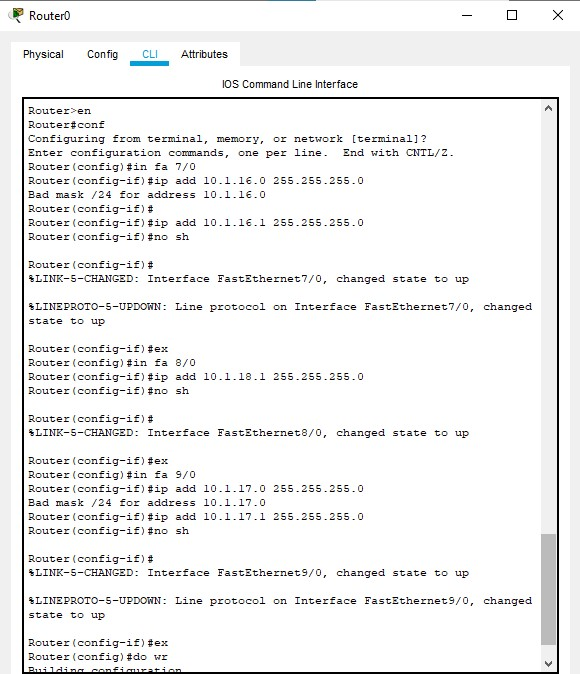 Router0
Physical Config CLI Attributes
IOS Command Line Interface
Router>en
Router#conf
Configuring from terminal, memory, or network [terminal]?
Enter configuration commands, one per line.  End with CNTL/Z.
Router(config)#in fa 7/0
Router(config-if)#ip add 10.1.16.0 255.255.255.0
Bad mask /24 for address 10.1.16.0
Router(config-if)#
Router(config-if)#ip add 10.1.16.1 255.255.255.0
Router(config-if)#no sh
Router(config-if)#
%LINK-5-CHANGED: Interface FastEthernet7/0, changed state to up
%LINEPROTO-5-UPDOWN: Line protocol on Interface FastEthernet7/0, changed
state to up
Router(config-if)#ex
Router(config)#in fa 8/0
Router(config-if)#ip add 10.1.18.1 255.255.255.0
Router(config-if)#no sh
Router(config-if)#
%LINK-5-CHANGED: Interface FastEthernet8/0, changed state to up
Router(config-if)#ex
Router(config)#in fa 9/0
Router(config-if)#ip add 10.1.17.0 255.255.255.0
Bad mask /24 for address 10.1.17.0
Router(config-if)#ip add 10.1.17.1 255.255.255.0
Router(config-if)#no sh
Router(config-if)#
%LINK-5-CHANGED: Interface FastEthernet9/0, changed state to up
%LINEPROTO-5-UPDOWN: Line protocol on Interface FastEthernet9/0, changed
state to up
Router(config-if)#ex
Router(config)#do wr
Building configuration